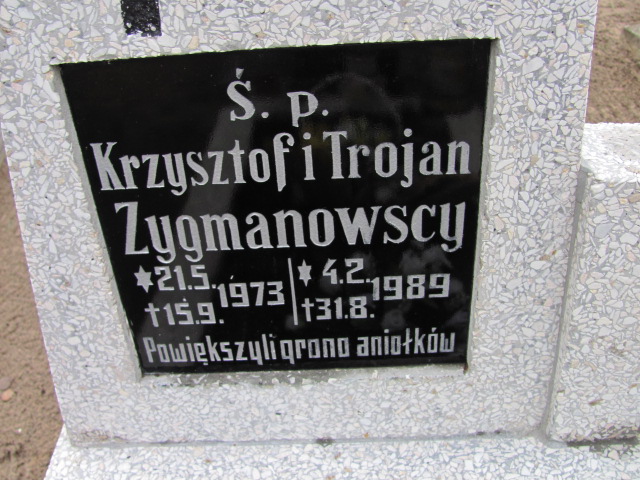 Ś. p.
Krzysztof i Trojan
Zygmanowscy
*21.5. 1973 | * 4.2. 1989
†15.9. | †31.8.
Powiększyli grono aniołków